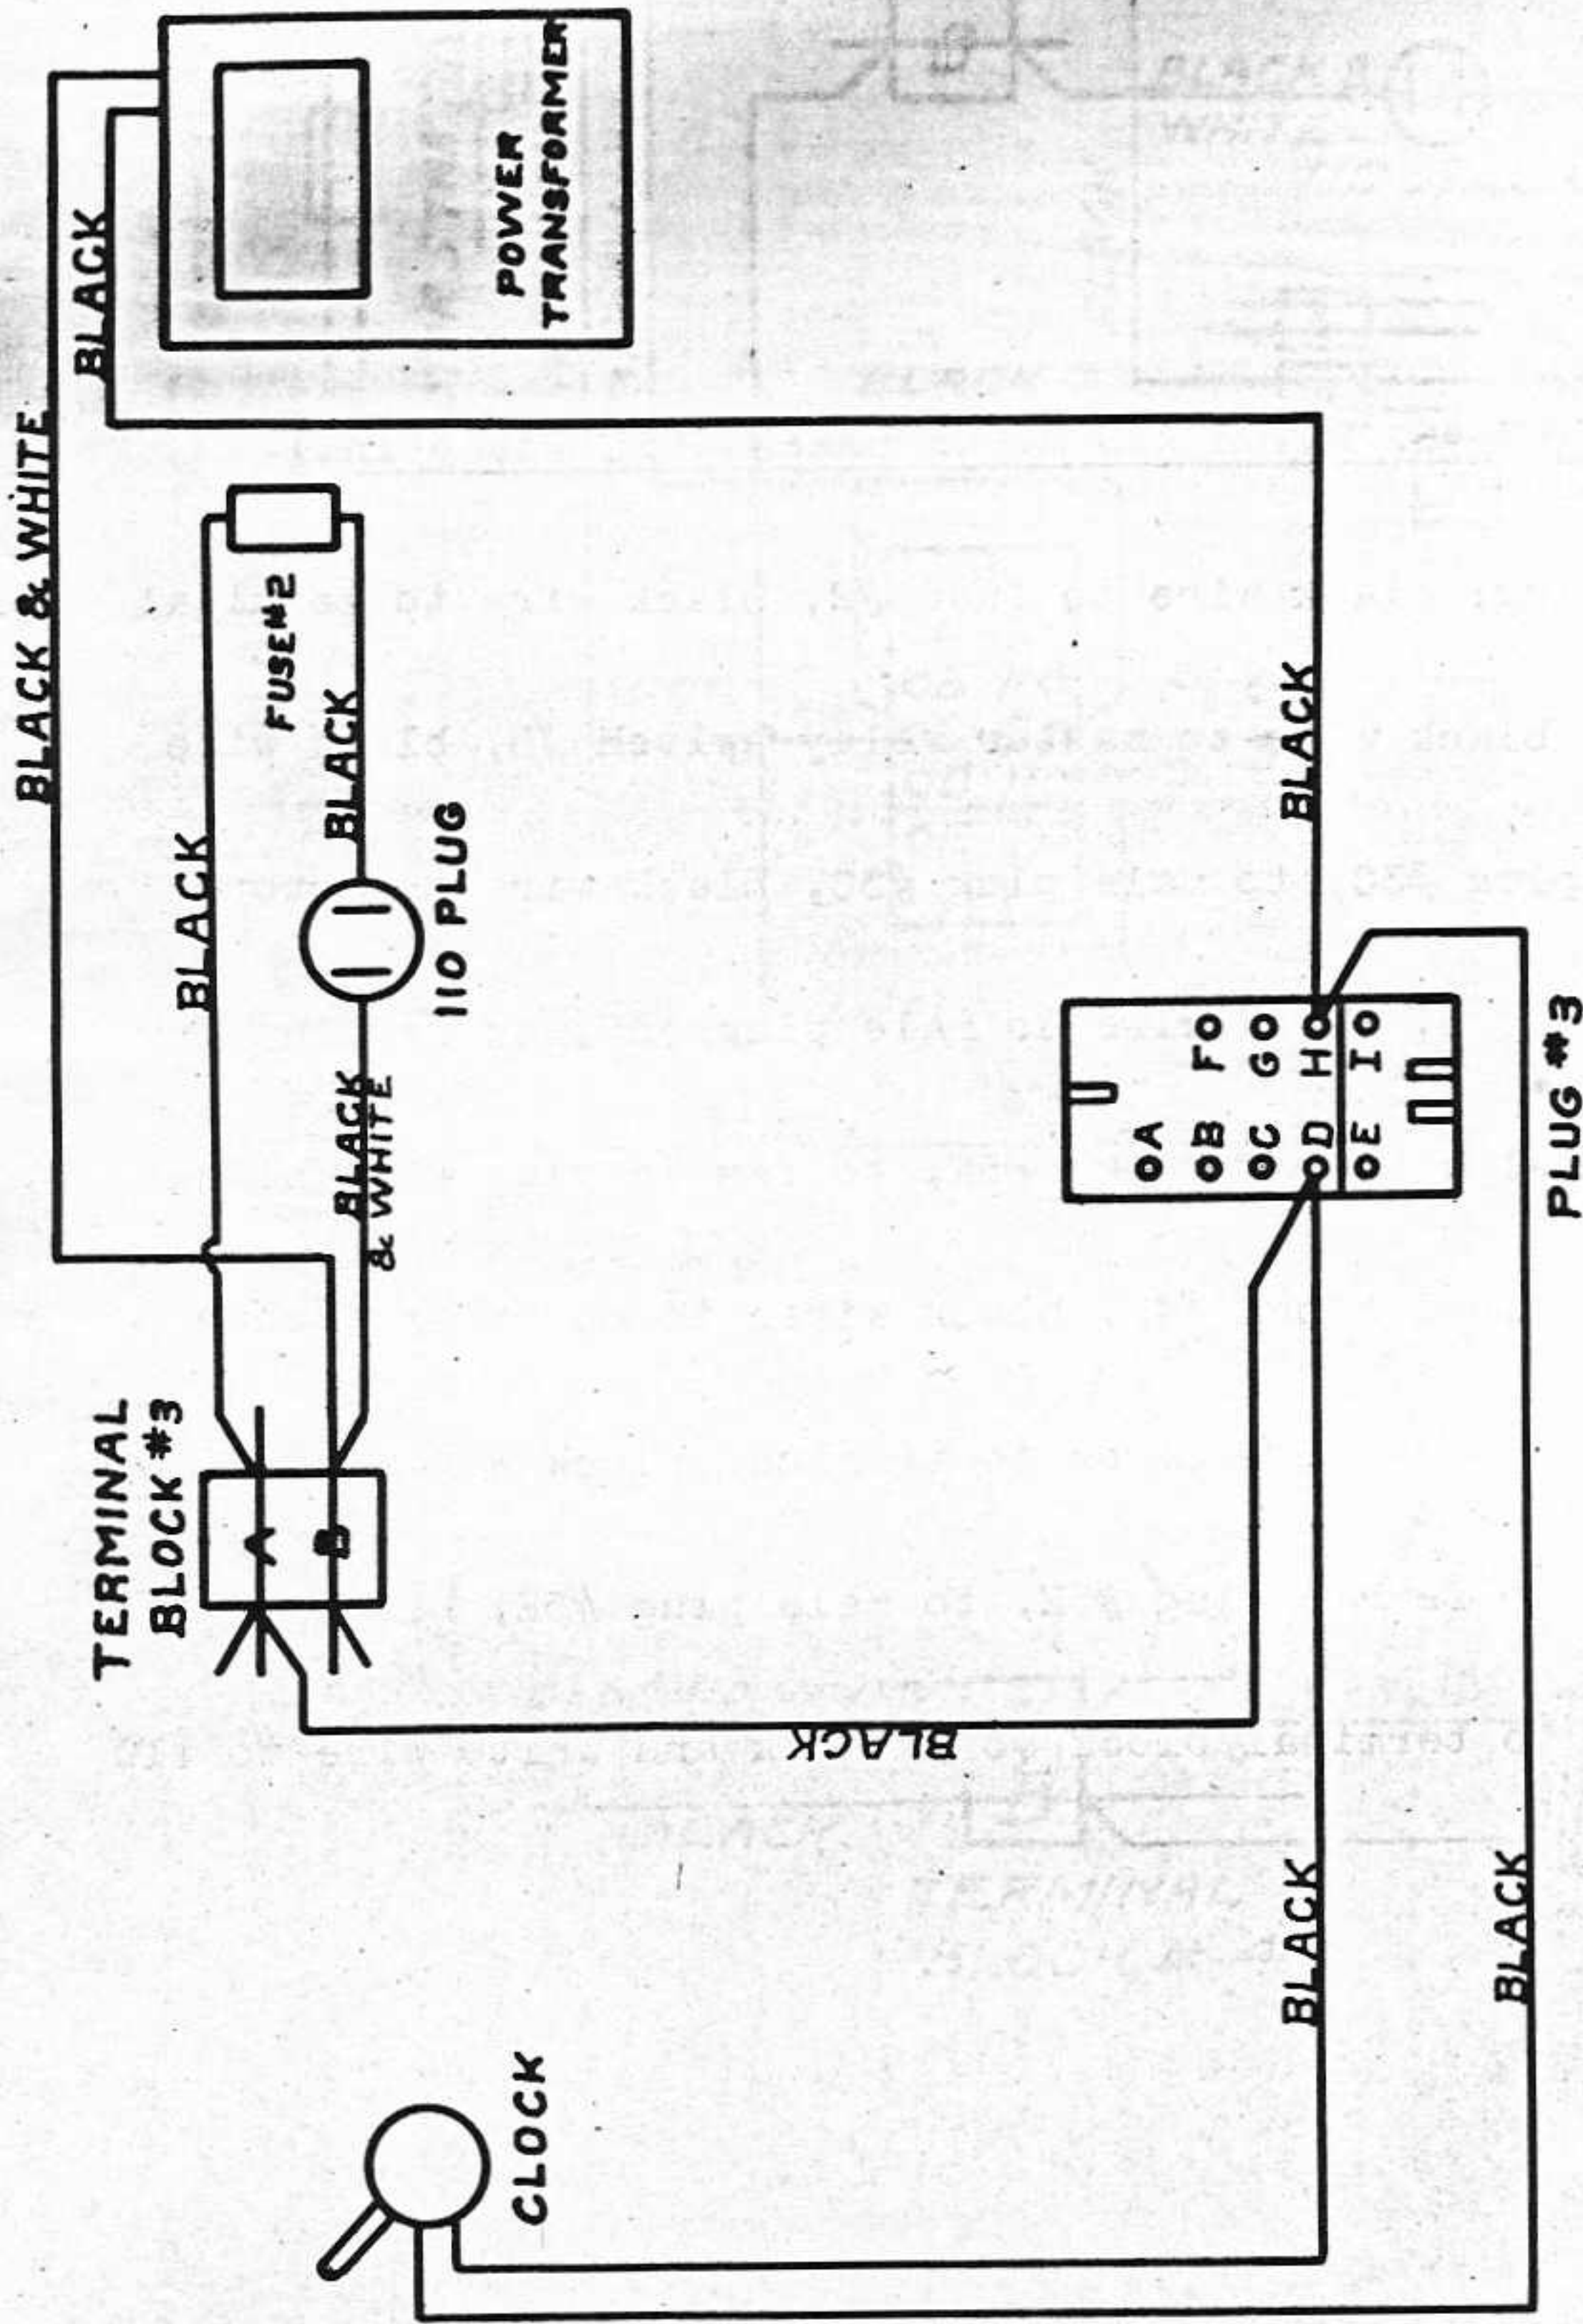 TERMINAL
BLOCK #3
A
B
BLACK & WHITE
BLACK
BLACK
FUSE #2
BLACK
BLACK
& WHITE
110 PLUG
POWER
TRANSFORMER
BLACK
CLOCK
BLACK
BLACK
A
B F
C G
D H
E I
BLACK
PLUG #3